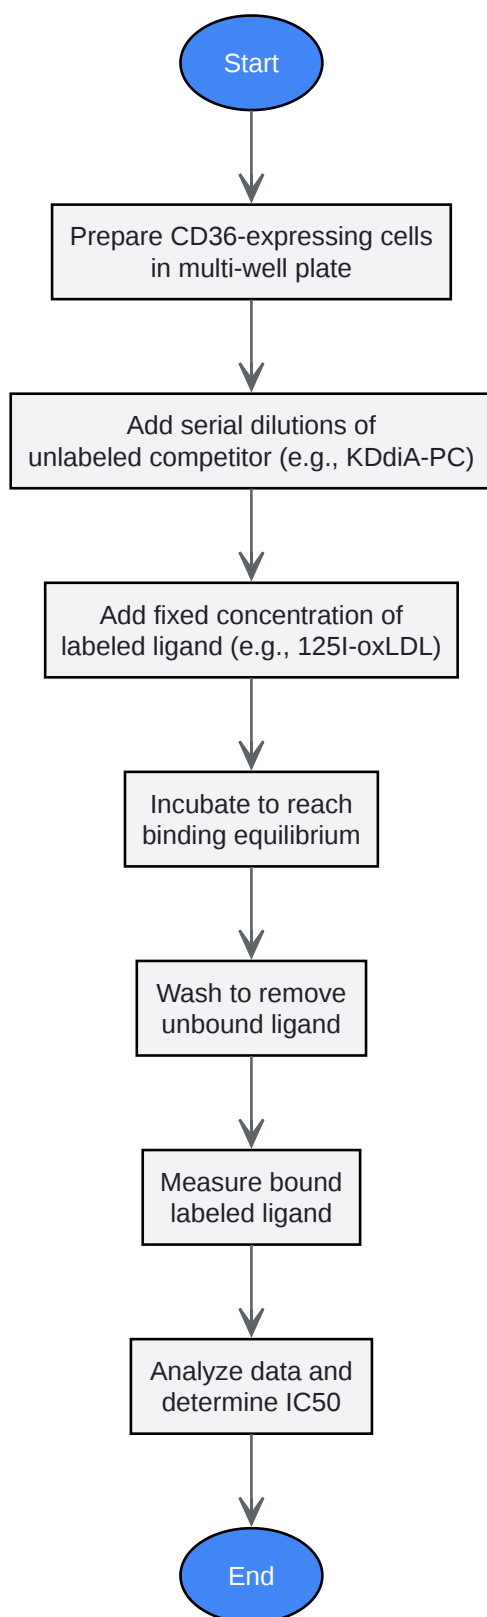 Start
Prepare CD36-expressing cells
in multi-well plate
Add serial dilutions of
unlabeled competitor (e.g., KDdiA-PC)
Add fixed concentration of
labeled ligand (e.g., 125I-oxLDL)
Incubate to reach
binding equilibrium
Wash to remove
unbound ligand
Measure bound
labeled ligand
Analyze data and
determine IC50
End